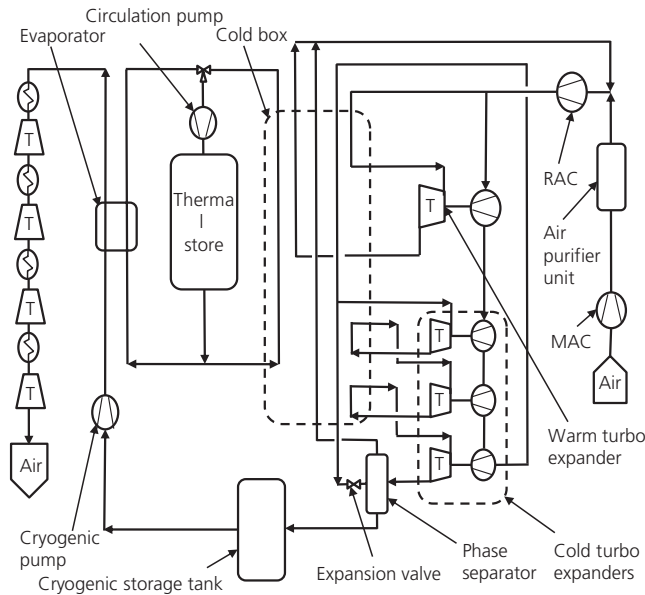 Circulation pump
Evaporator
Cold box
T
T
T
T
Air
Therma
l
store
T
RAC
Air
purifier
unit
MAC
Air
T
T
T
Warm turbo
expander
Cryogenic
pump
Cryogenic storage tank
Expansion valve
Phase
separator
Cold turbo
expanders